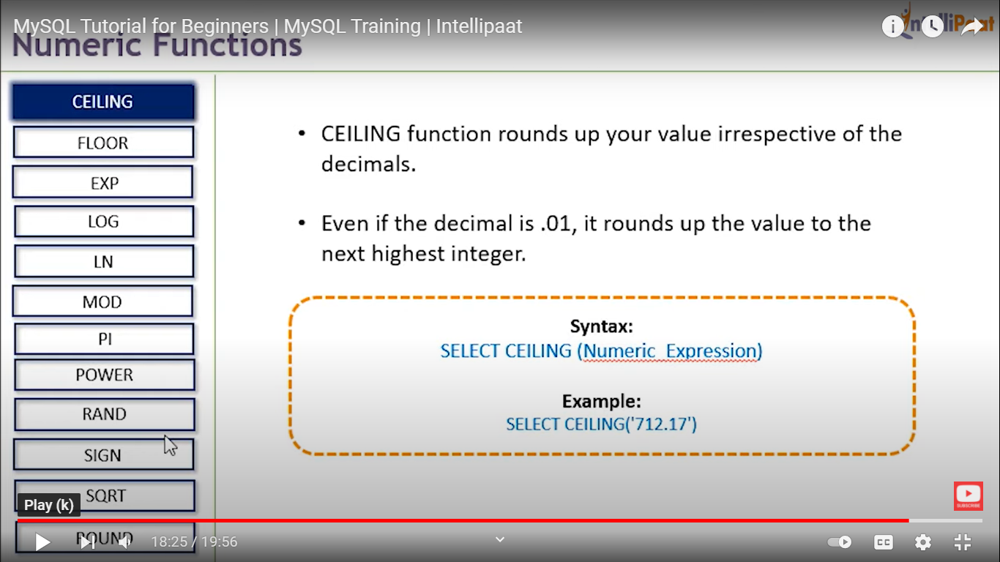 MySQL Tutorial for Beginners | MySQL Training | Intellipaat
Numeric Functions
CEILING
FLOOR
EXP
LOG
LN
MOD
PI
POWER
RAND
SIGN
SQRT
ROUND
• CEILING function rounds up your value irrespective of the
decimals.
• Even if the decimal is .01, it rounds up the value to the
next highest integer.
Syntax:
SELECT CEILING (Numeric_Expression)
Example:
SELECT CEILING('712.17')
SUBSCRIBE
Play (k)
18:25 / 19:56
CC